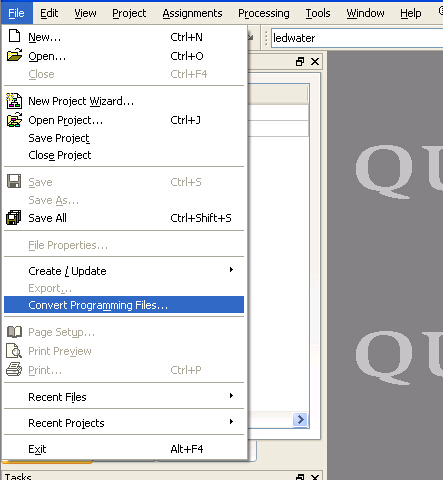 File Edit View Project Assignments Processing Tools Window Help
ledwater
New... Ctrl+N
Open... Ctrl+O
Close Ctrl+F4
New Project Wizard...
Open Project... Ctrl+J
Save Project
Close Project
Save Ctrl+S
Save As...
Save All Ctrl+Shift+S
File Properties...
Create / Update
Export...
Convert Programming Files...
Page Setup...
Print Preview
Print... Ctrl+P
Recent Files
Recent Projects
Exit Alt+F4
Tasks
QU
QU